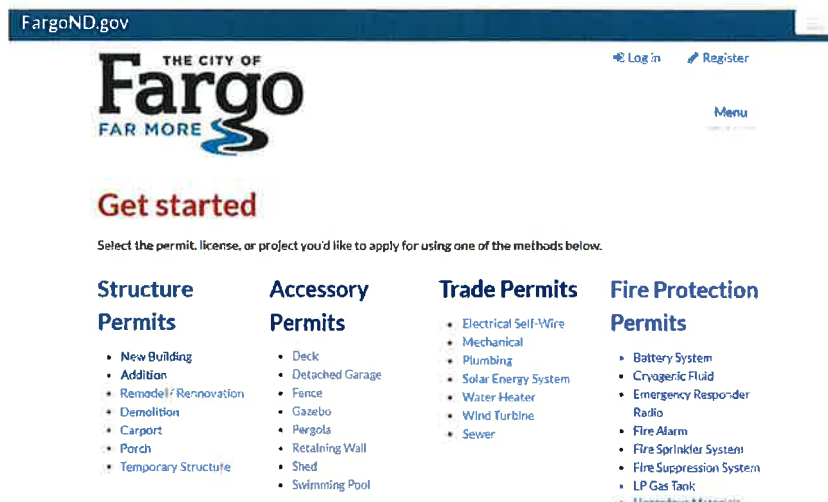 FargoND.gov
THE CITY OF
Fargo
FAR MORE
Log in
Register
Menu
Get started
Select the permit, license, or project you'd like to apply for using one of the methods below.
Structure
Permits
New Building
Addition
Remodel / Rennovation
Demolition
Carport
Porch
Temporary Structure
Accessory
Permits
Deck
Detached Garage
Fence
Gazebo
Pergola
Retaining Wall
Shed
Swimming Pool
Trade Permits
Electrical Self-Wire
Mechanical
Plumbing
Solar Energy System
Water Heater
Wind Turbine
Sewer
Fire Protection
Permits
Battery System
Cryogenic Fluid
Emergency Responder
Radio
Fire Alarm
Fire Sprinkler System
Fire Suppression System
LP Gas Tank
Hazardous Materials